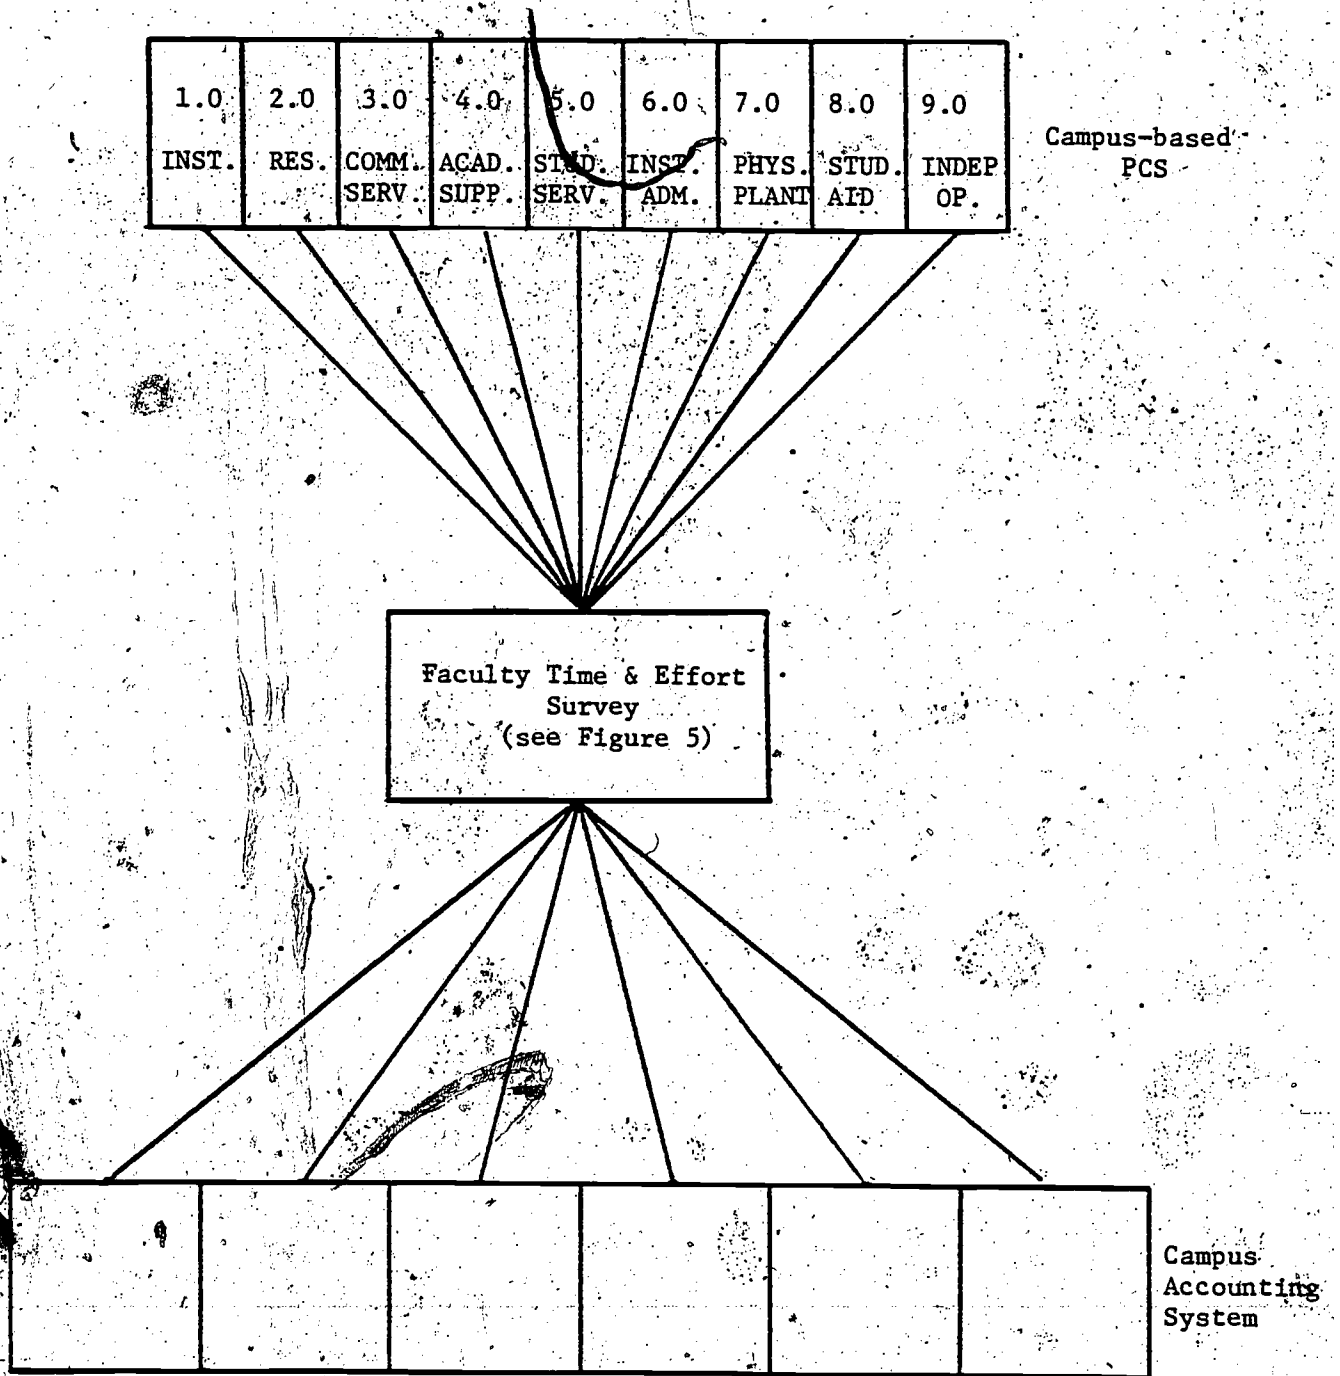 1.0 2.0 3.0 4.0 5.0 6.0 7.0 8.0 9.0
INST. RES. COMM. ACAD. STUD. INST. PHYS. STUD. INDEP
SERV. SUPP. SERV. ADM. PLANT AID OP.
Campus-based
PCS
Faculty Time & Effort
Survey
(see Figure 5)
Campus
Accounting
System